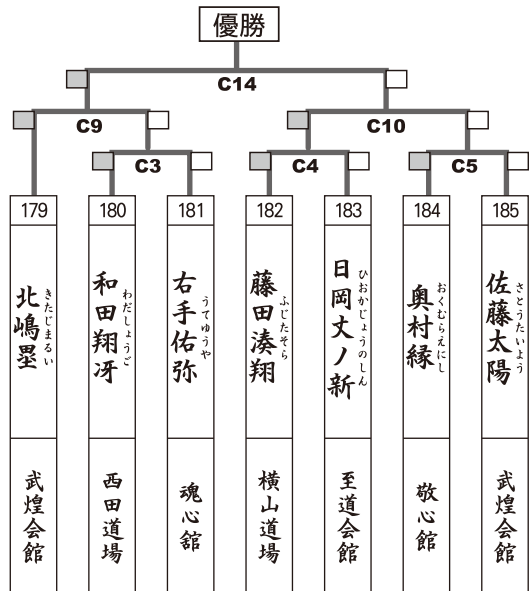 優勝
C14
C9
C10
C3
C4
C5
179
180
181
182
183
184
185
北嶋塁
きたじまるい
和田翔冴
わだしょうご
右手佑弥
うてゆうや
藤田湊翔
ふじたそら
日岡丈ノ新
ひおかじょうのしん
奥村縁
おくむらえにし
佐藤太陽
さとうたいよう
武煌会館
西田道場
魂心舘
横山道場
至道会館
敬心館
武煌会館